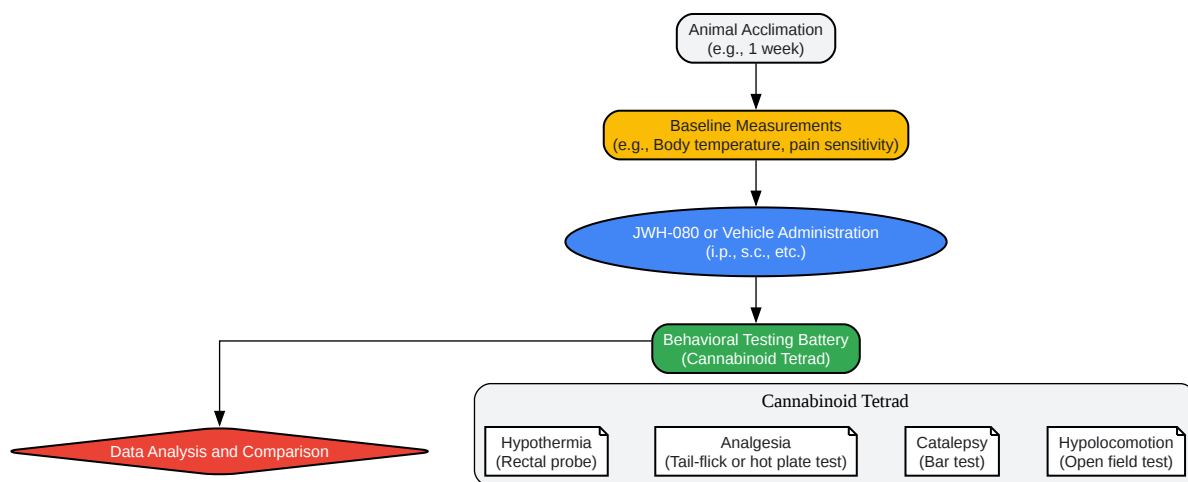 Animal Acclimation
(e.g., 1 week)
Baseline Measurements
(e.g., Body temperature, pain sensitivity)
JWH-080 or Vehicle Administration
(i.p., s.c., etc.)
Behavioral Testing Battery
(Cannabinoid Tetrad)
Data Analysis and Comparison
Cannabinoid Tetrad
Hypothermia
(Rectal probe)
Analgesia
(Tail-flick or hot plate test)
Catalepsy
(Bar test)
Hypolocomotion
(Open field test)